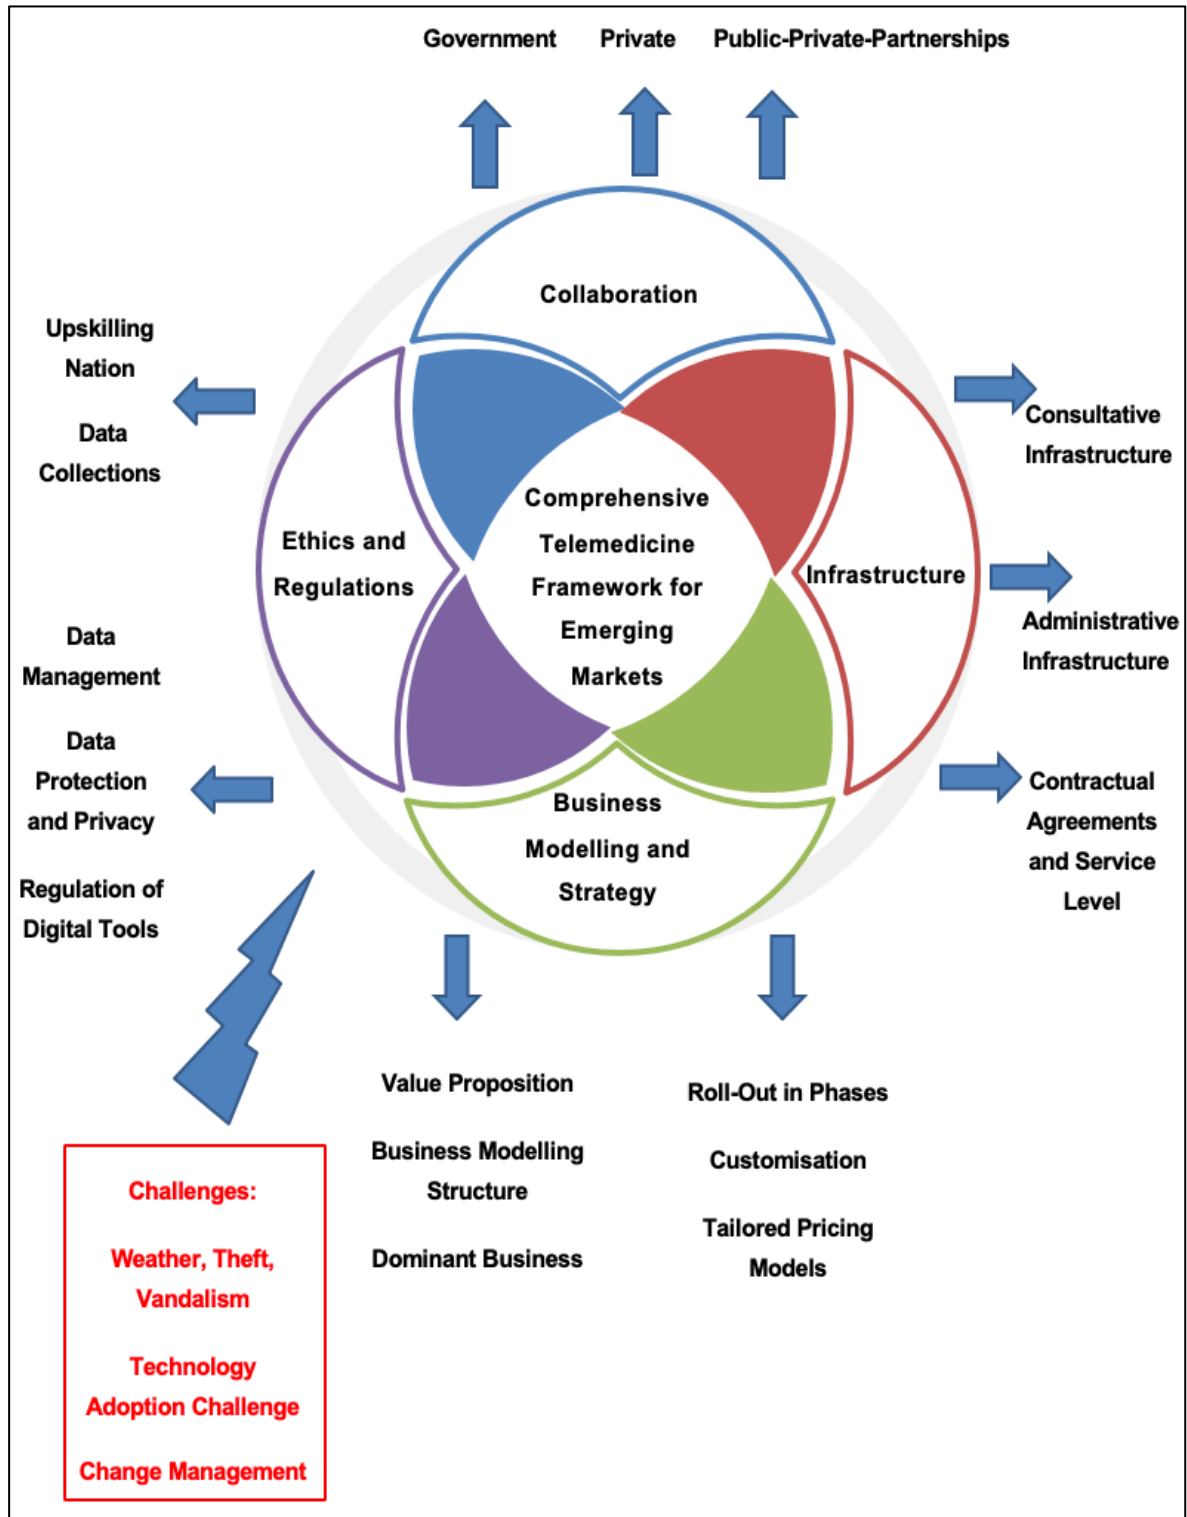 Government Private Public-Private-Partnerships
Collaboration
Upskilling
Nation
Data
Collections
Ethics and
Regulations
Data
Management
Data
Protection
and Privacy
Regulation of
Digital Tools
Comprehensive
Telemedicine
Framework for
Emerging
Markets
Infrastructure
Consultative
Infrastructure
Administrative
Infrastructure
Contractual
Agreements
and Service
Level
Business
Modelling and
Strategy
Value Proposition
Business Modelling
Structure
Dominant Business
Roll-Out in Phases
Customisation
Tailored Pricing
Models
Challenges:
Weather, Theft,
Vandalism
Technology
Adoption Challenge
Change Management